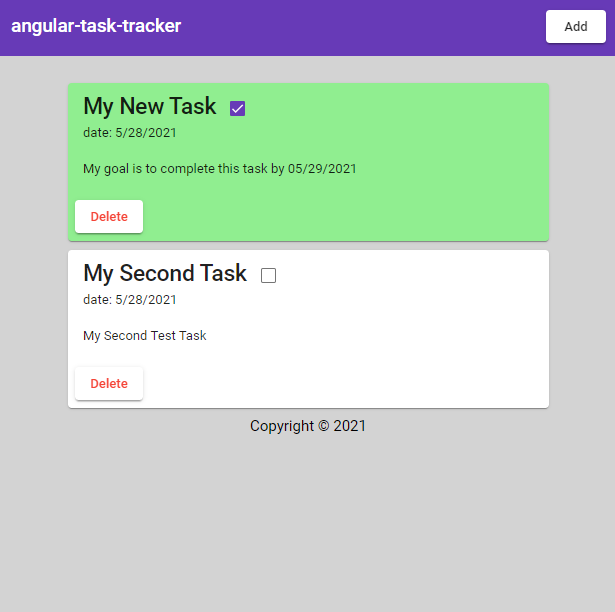 angular-task-tracker
Add
My New Task
date: 5/28/2021
My goal is to complete this task by 05/29/2021
Delete
My Second Task
date: 5/28/2021
My Second Test Task
Delete
Copyright © 2021